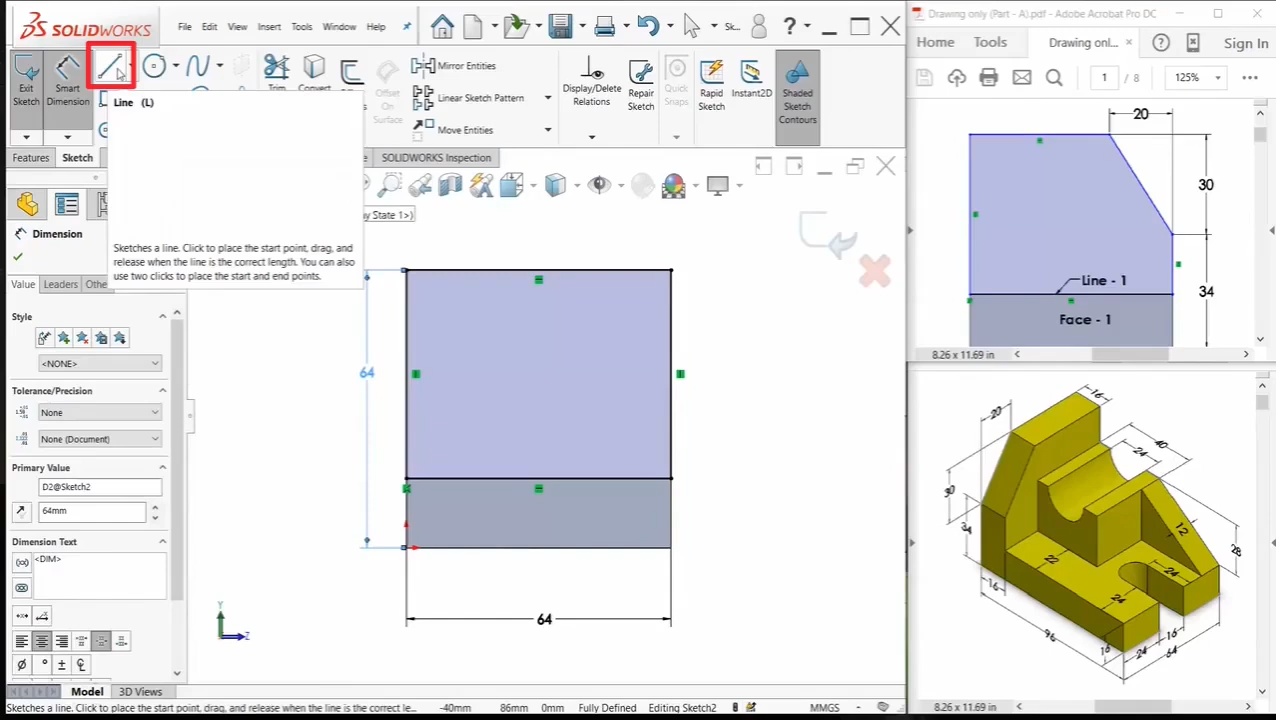 SOLIDWORKS
File Edit View Insert Tools Window Help
Sk...
Exit Sketch
Smart Dimension
Trim
Convert
Offset On Surface
Mirror Entities
Linear Sketch Pattern
Move Entities
Display/Delete Relations
Repair Sketch
Quick Snaps
Rapid Sketch
Instant2D
Shaded Sketch Contours
Line (L)
Sketches a line. Click to place the start point, drag, and
release when the line is the correct length. You can also
use two clicks to place the start and end points.
Features Sketch
SOLIDWORKS Inspection
ay State 1>)
Dimension
Value Leaders Othe
Style
<NONE>
Tolerance/Precision
None
None (Document)
Primary Value
D2@Sketch2
64mm
Dimension Text
<DIM>
64
64
Y
Z
Model 3D Views
Sketches a line. Click to place the start point, drag, and release when the line is the correct le... -40mm 86mm 0mm Fully Defined Editing Sketch2 MMGS
Drawing only (Part - A).pdf - Adobe Acrobat Pro DC
Home Tools Drawing onl... × Sign In
1 / 8 125%
20
30
Line - 1
34
Face - 1
8.26 x 11.69 in
16
20
40
24
30
34
12
28
22
24
16
24
96
16
24
16
64
8.26 x 11.69 in